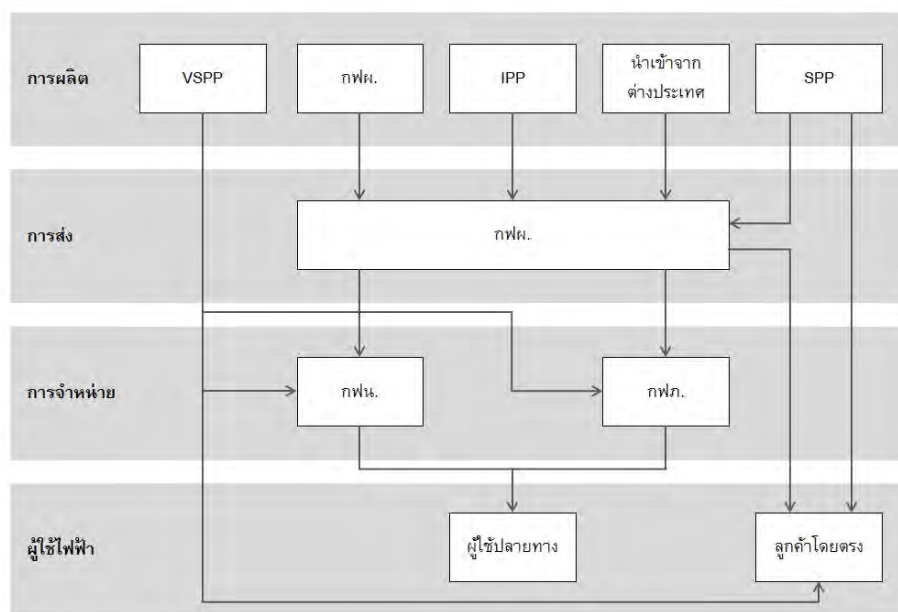 การผลิต
VSPP
กฟผ.
IPP
นำเข้าจาก
ต่างประเทศ
SPP
การส่ง
กฟผ.
การจำหน่าย
กฟน.
กฟภ.
ผู้ใช้ไฟฟ้า
ผู้ใช้ปลายทาง
ลูกค้าโดยตรง